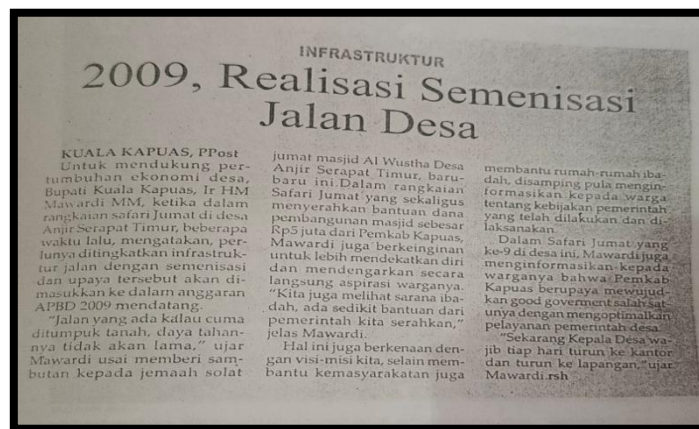 INFRASTRUKTUR
2009, Realisasi Semenisasi
Jalan Desa
KUALA KAPUAS, PPost
Untuk mendukung per-
tumbuhan ekonomi desa,
Bupati Kuala Kapuas, Ir HM
Mawardi MM, ketika dalam
rangkaian safari Jumat di desa
Anjir Serapat Timur, beberapa
waktu lalu, mengatakan, per-
lunya ditingkatkan infrastruk-
tur jalan dengan semenisasi
dan upaya tersebut akan di-
masukkan ke dalam anggaran
APBD 2009 mendatang.
"Jalan yang ada kalau cuma
ditumpuk tanah, daya tahan-
nya tidak akan lama," ujar
Mawardi usai memberi sam-
butan kepada jemaah solat
jumat masjid Al Wustha Desa
Anjir Serapat Timur, baru-
baru ini.Dalam rangkaian
Safari Jumat yang sekaligus
menyerahkan bantuan dana
pembangunan masjid sebesar
Rp5 juta dari Pemkab Kapuas,
Mawardi juga berkeinginan
untuk lebih mendekatkan diri
dan mendengarkan secara
langsung aspirasi warganya.
"Kita juga melihat sarana iba-
dah, ada sedikit bantuan dari
pemerintah kita serahkan,"
jelas Mawardi.
Hal ini juga berkenaan den-
gan visi-misi kita, selain mem-
bantu kemasyarakatan juga
membantu rumah-rumah iba-
dah, disamping pula mengin-
formasikan kepada warga
tentang kebijakan pemerintah
yang telah dilakukan dan di-
laksanakan.
Dalam Safari Jumat yang
ke-9 di desa ini, Mawardi juga
menginformasikan kepada
warganya bahwa Pemkab
Kapuas berupaya mewujud-
kan good goverment salah sat
unya dengan mengoptimalkan
pelayanan pemerintah desa.
"Sekarang Kepala Desa wa-
jib tiap hari turun ke kantor
dan turun ke lapangan,"ujar
Mawardi.rsh